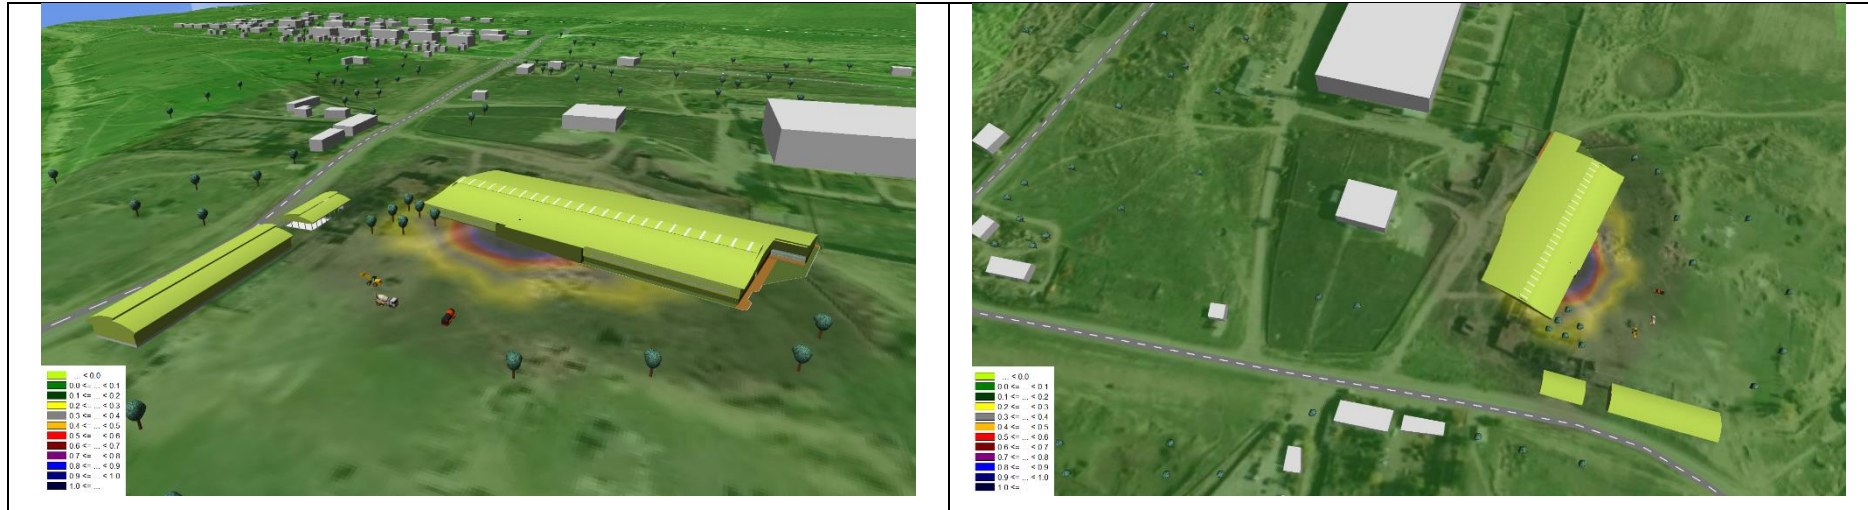 ... < 0.0
0.0 <= ... < 0.1
0.1 <= ... < 0.2
0.2 <= ... < 0.3
0.3 <= ... < 0.4
0.4 <= ... < 0.5
0.5 <= ... < 0.6
0.6 <= ... < 0.7
0.7 <= ... < 0.8
0.8 <= ... < 0.9
0.9 <= ... < 1.0
1.0 <= ...
... < 0.0
0.0 <= ... < 0.1
0.1 <= ... < 0.2
0.2 <= ... < 0.3
0.3 <= ... < 0.4
0.4 <= ... < 0.5
0.5 <= ... < 0.6
0.6 <= ... < 0.7
0.7 <= ... < 0.8
0.8 <= ... < 0.9
0.9 <= ... < 1.0
1.0 <= ...